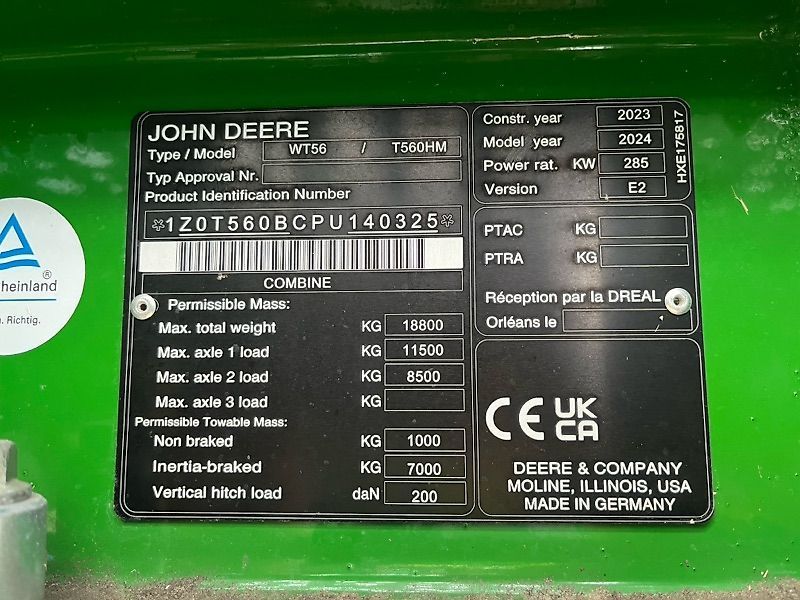 JOHN DEERE
Type / Model WT56 / T560HM
Typ Approval Nr.
Product Identification Number
*1Z0T560BCPU140325*
COMBINE
Permissible Mass:
Max. total weight KG 18800
Max. axle 1 load KG 11500
Max. axle 2 load KG 8500
Max. axle 3 load KG
Permissible Towable Mass:
Non braked KG 1000
Inertia-braked KG 7000
Vertical hitch load daN 200
Constr. year 2023
Model year 2024
Power rat. KW 285
Version E2
HXE175817
PTAC KG
PTRA KG
Réception par la DREAL
Orléans le
CE UK
CA
DEERE & COMPANY
MOLINE, ILLINOIS, USA
MADE IN GERMANY
®
Richtig.